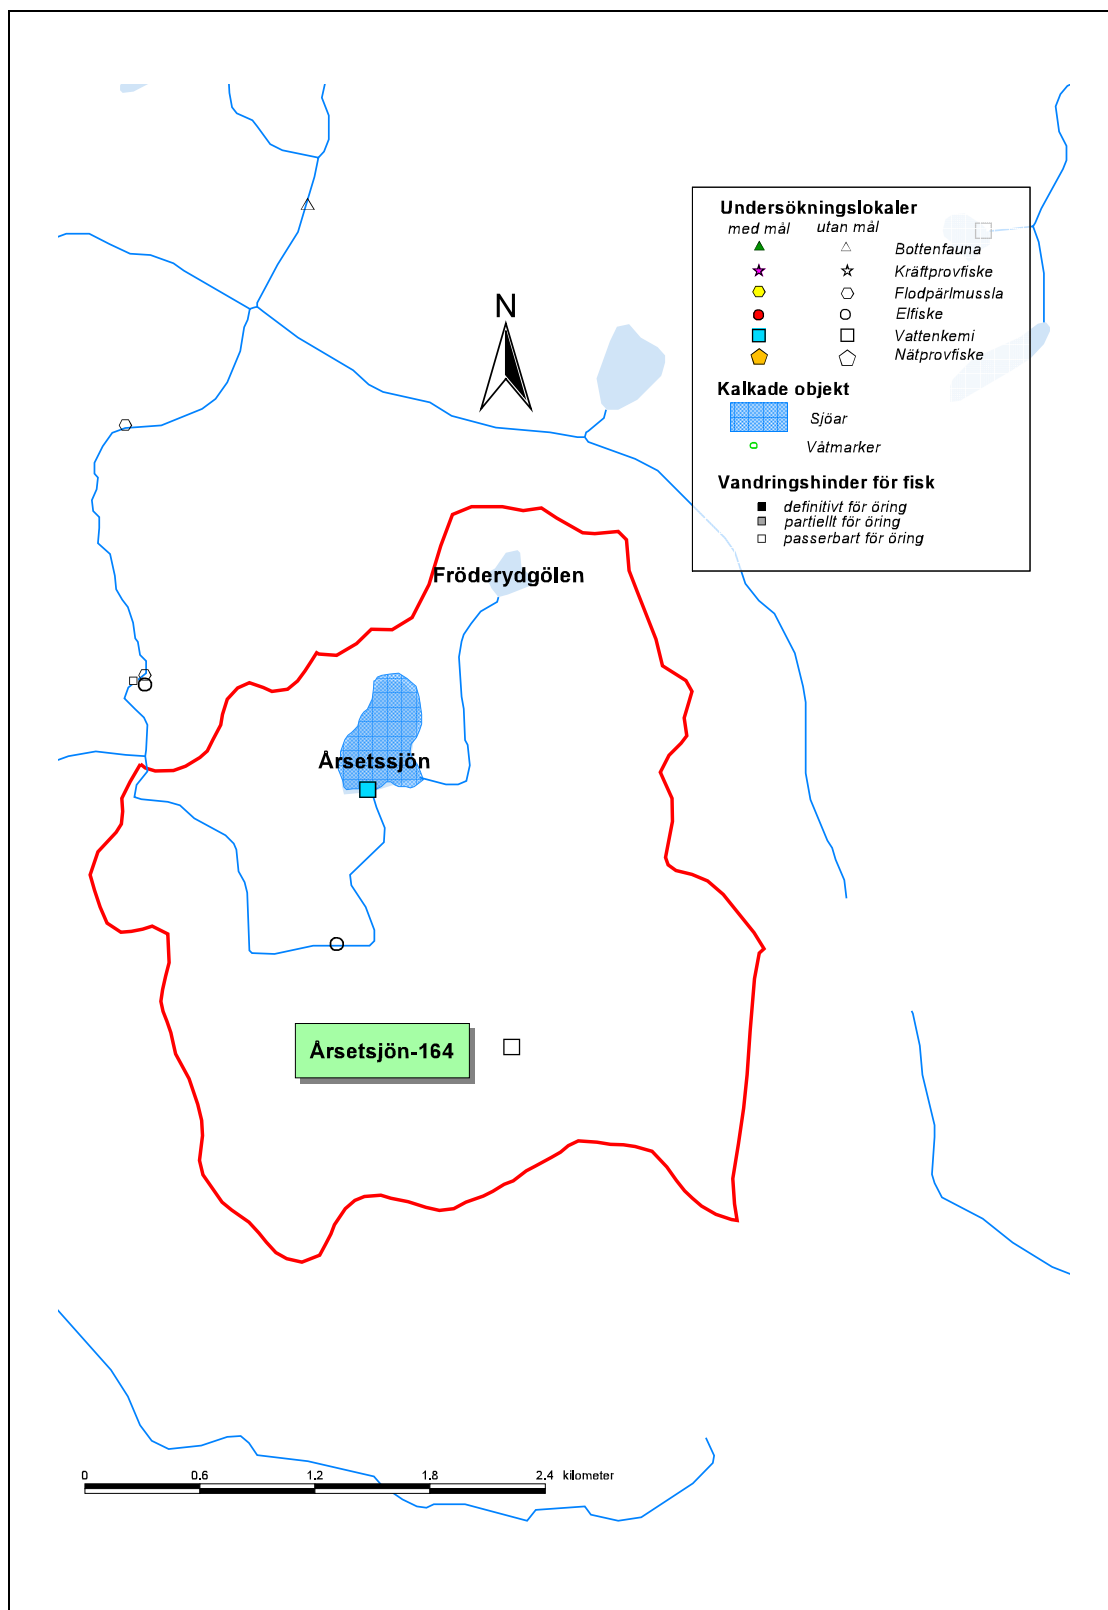 Undersökningslokaler
med mål utan mål
Bottenfauna
Kräftprovfiske
Flodpärlmussla
Elfiske
Vattenkemi
Nätprovfiske
Kalkade objekt
Sjöar
Våtmarker
Vandringshinder för fisk
definitivt för öring
partiellt för öring
passerbart för öring
N
Fröderydgölen
Årsetssjön
Årsetsjön-164
0 0.6 1.2 1.8 2.4 kilometer